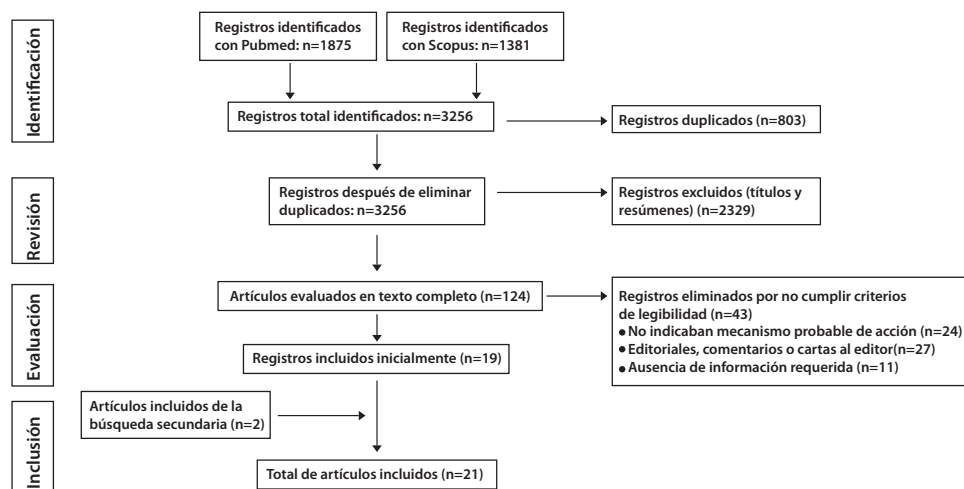 Identificación
Registros identificados
con Pubmed: n=1875
Registros identificados
con Scopus: n=1381
Registros total identificados: n=3256
Registros duplicados (n=803)
Revisión
Registros después de eliminar
duplicados: n=3256
Registros excluidos (títulos y
resúmenes) (n=2329)
Evaluación
Artículos evaluados en texto completo (n=124)
Registros eliminados por no cumplir criterios
de legibilidad (n=43)
• No indicaban mecanismo probable de acción (n=24)
• Editoriales, comentarios o cartas al editor(n=27)
• Ausencia de información requerida (n=11)
Registros incluidos inicialmente (n=19)
Inclusión
Artículos incluidos de la
búsqueda secundaria (n=2)
Total de artículos incluidos (n=21)